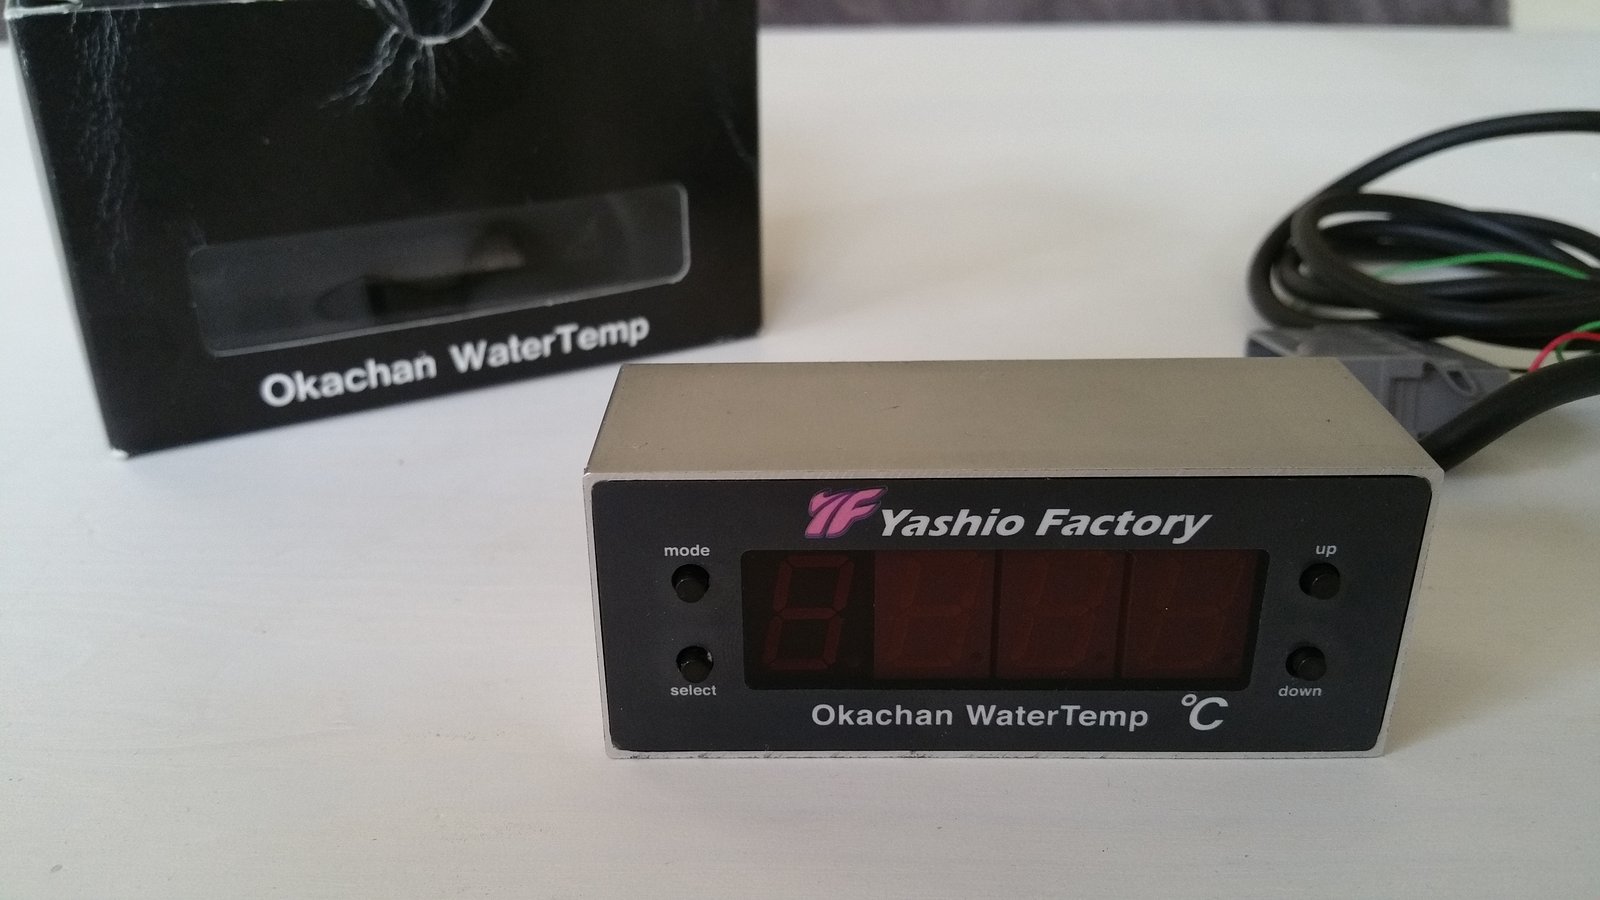 Okachan WaterTemp
YF Yashio Factory
mode
up
select
down
Okachan WaterTemp °C